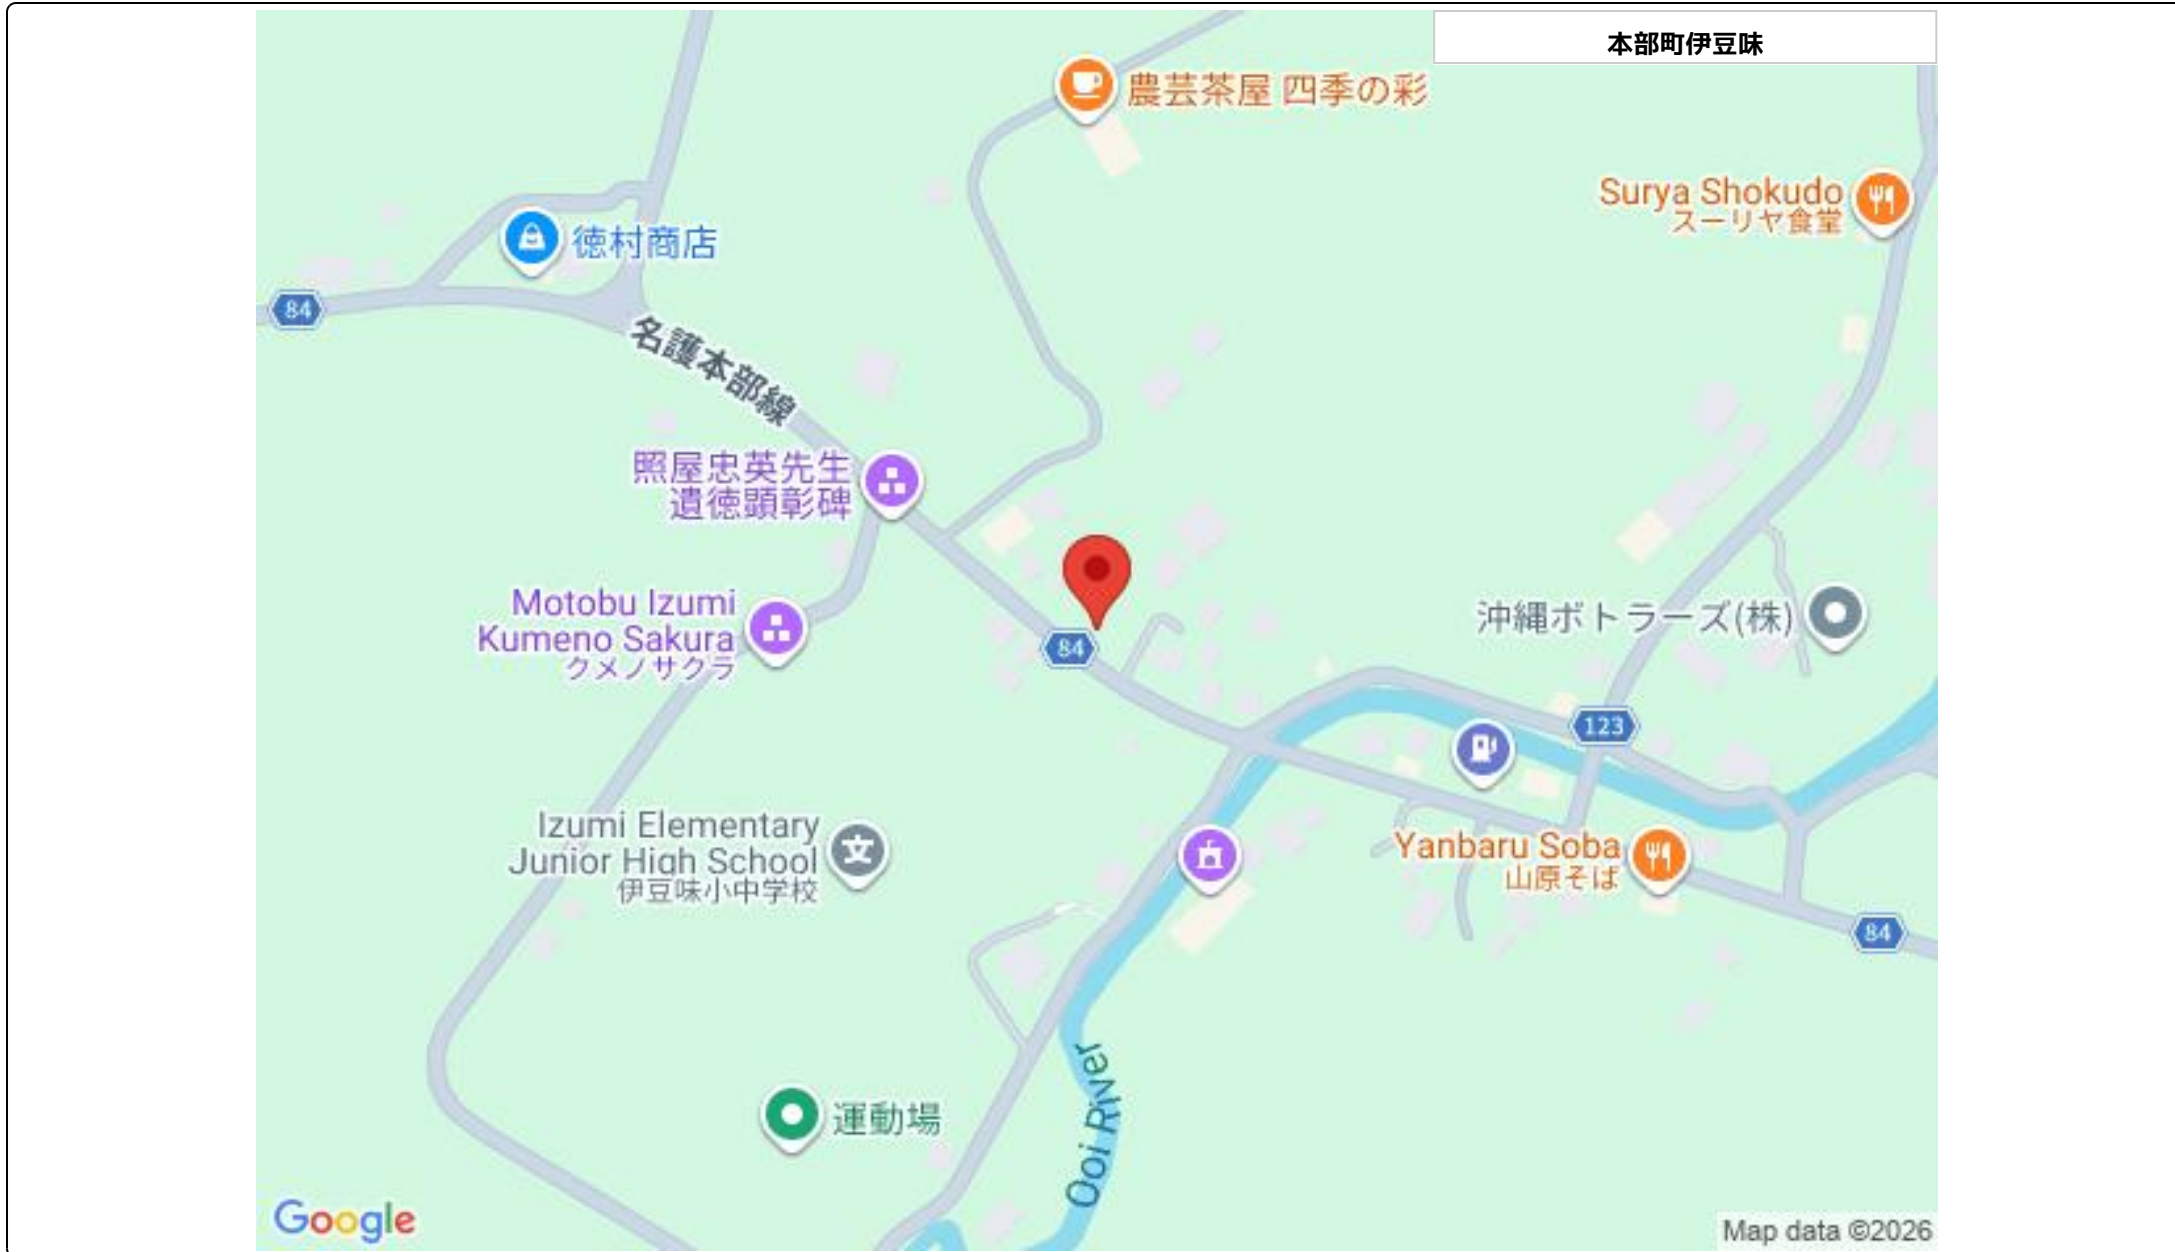 本部町伊豆味
農芸茶屋 四季の彩
Surya Shokudo
スーリヤ食堂
徳村商店
84
名護本部線
照屋忠英先生
遺徳顕彰碑
Motobu Izumi
Kumeno Sakura
クメノサクラ
84
沖縄ボトラーズ(株)
123
Izumi Elementary
Junior High School
伊豆味小中学校
Yanbaru Soba
山原そば
84
運動場
Ooi River
Google
Map data ©2026